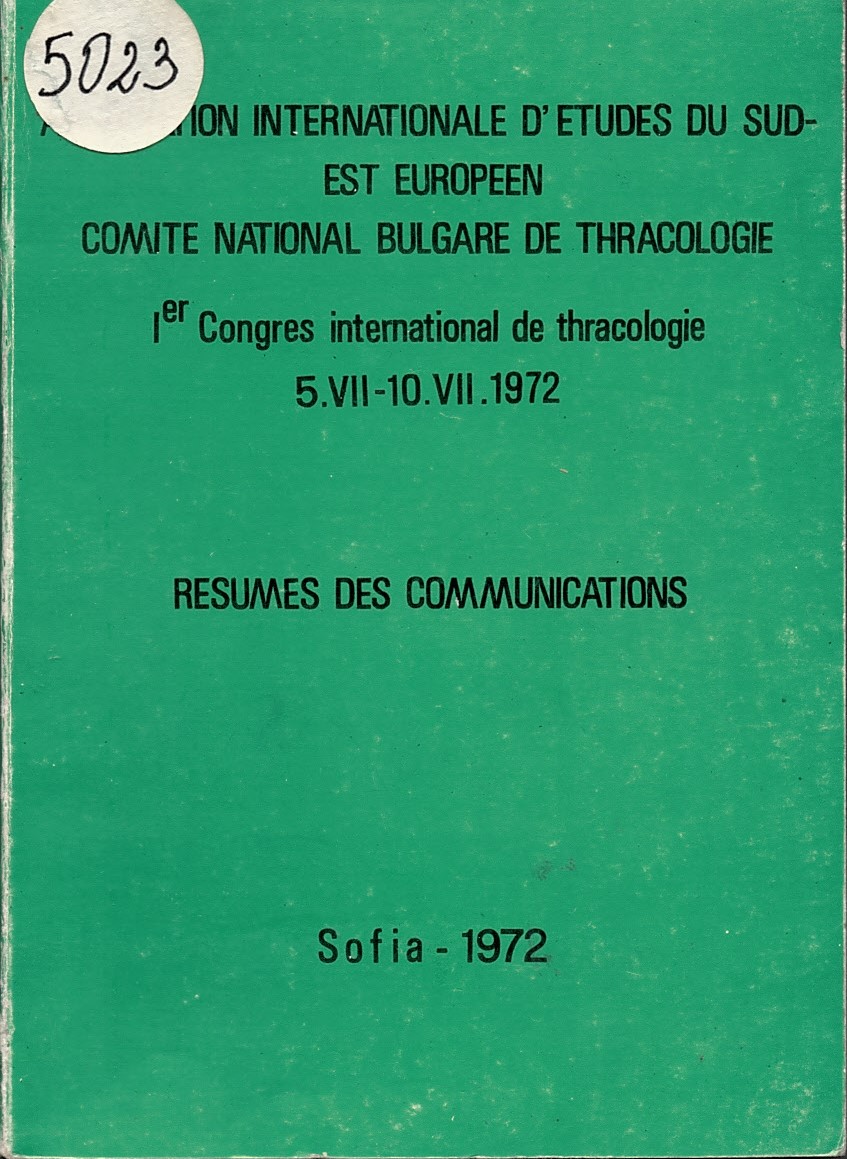 5023
INTERNATIONALE D'ETUDES DU SUD-
EST EUROPEEN
COMITE NATIONAL BULGARE DE THRACOLOGIE
Ier Congres international de thracologie
5.VII-10.VII.1972
RESUMES DES COMMUNICATIONS
Sofia - 1972